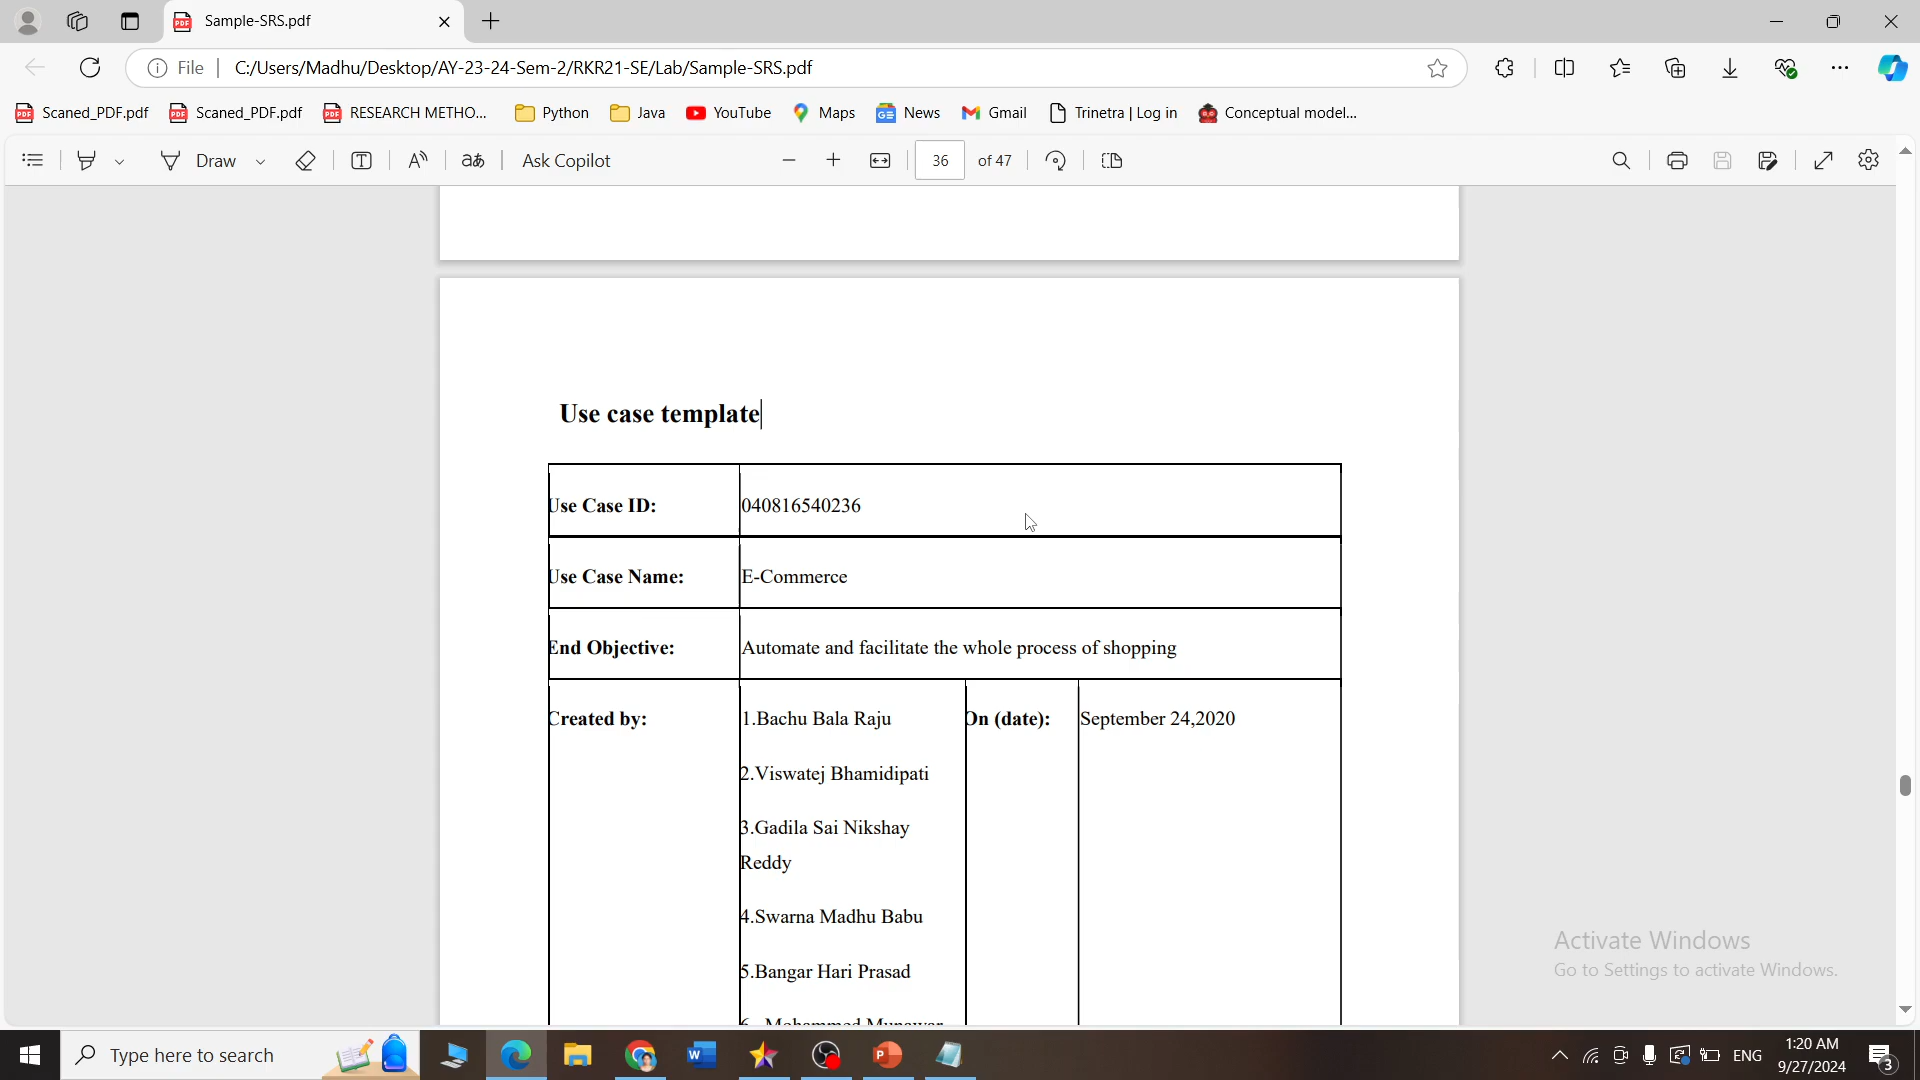 Sample-SRS.pdf
File
C:/Users/Madhu/Desktop/AY-23-24-Sem-2/RKR21-SE/Lab/Sample-SRS.pdf
Scaned_PDF.pdf
Scaned_PDF.pdf
RESEARCH METHO...
Python
Java
YouTube
Maps
News
Gmail
Trinetra | Log in
Conceptual model...
Draw
Ask Copilot
36
of 47
Use case template
Use Case ID:
040816540236
Use Case Name:
E-Commerce
End Objective:
Automate and facilitate the whole process of shopping
Created by:
1.Bachu Bala Raju
On (date):
September 24,2020
2.Viswatej Bhamidipati
3.Gadila Sai Nikshay
Reddy
4.Swarna Madhu Babu
5.Bangar Hari Prasad
Activate Windows
Go to Settings to activate Windows.
Type here to search
ENG
1:20 AM
9/27/2024
3